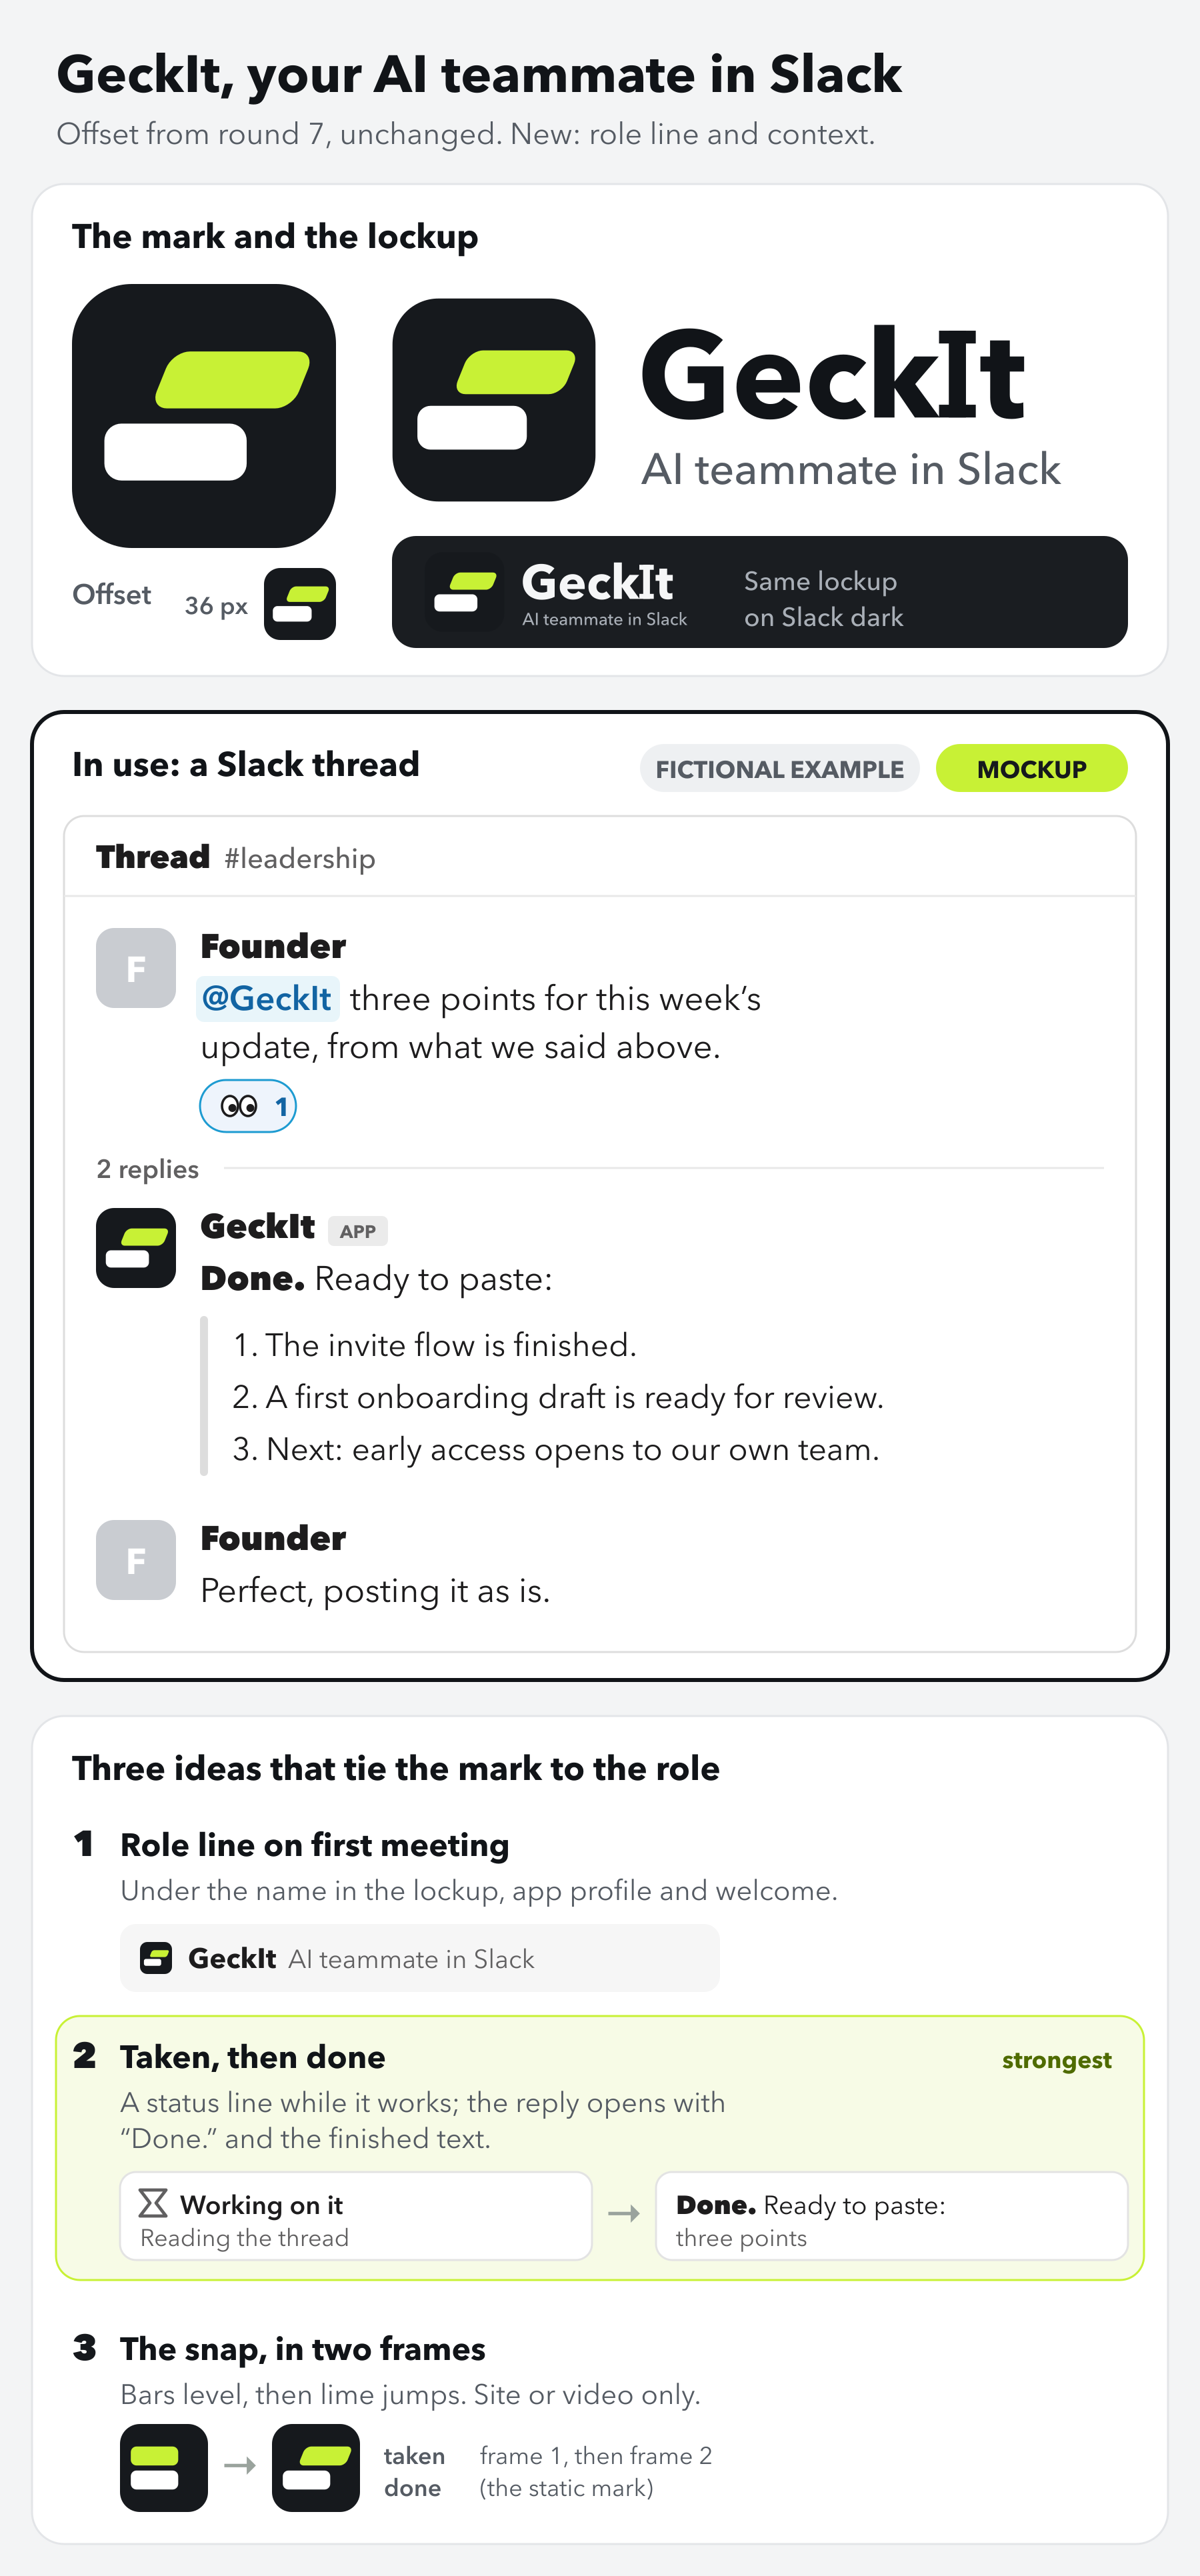 GeckIt, your AI teammate in Slack
Offset from round 7, unchanged. New: role line and context.
The mark and the lockup
GeckIt
AI teammate in Slack
Offset
36 px
GeckIt
AI teammate in Slack
Same lockup
on Slack dark
In use: a Slack thread
FICTIONAL EXAMPLE
MOCKUP
Thread #leadership
F
Founder
@GeckIt three points for this week’s
update, from what we said above.
👀 1
2 replies
GeckIt APP
Done. Ready to paste:
1. The invite flow is finished.
2. A first onboarding draft is ready for review.
3. Next: early access opens to our own team.
F
Founder
Perfect, posting it as is.
Three ideas that tie the mark to the role
1 Role line on first meeting
Under the name in the lockup, app profile and welcome.
GeckIt AI teammate in Slack
2 Taken, then done
strongest
A status line while it works; the reply opens with
“Done.” and the finished text.
Working on it
Reading the thread
→
Done. Ready to paste:
three points
3 The snap, in two frames
Bars level, then lime jumps. Site or video only.
→
taken frame 1, then frame 2
done (the static mark)